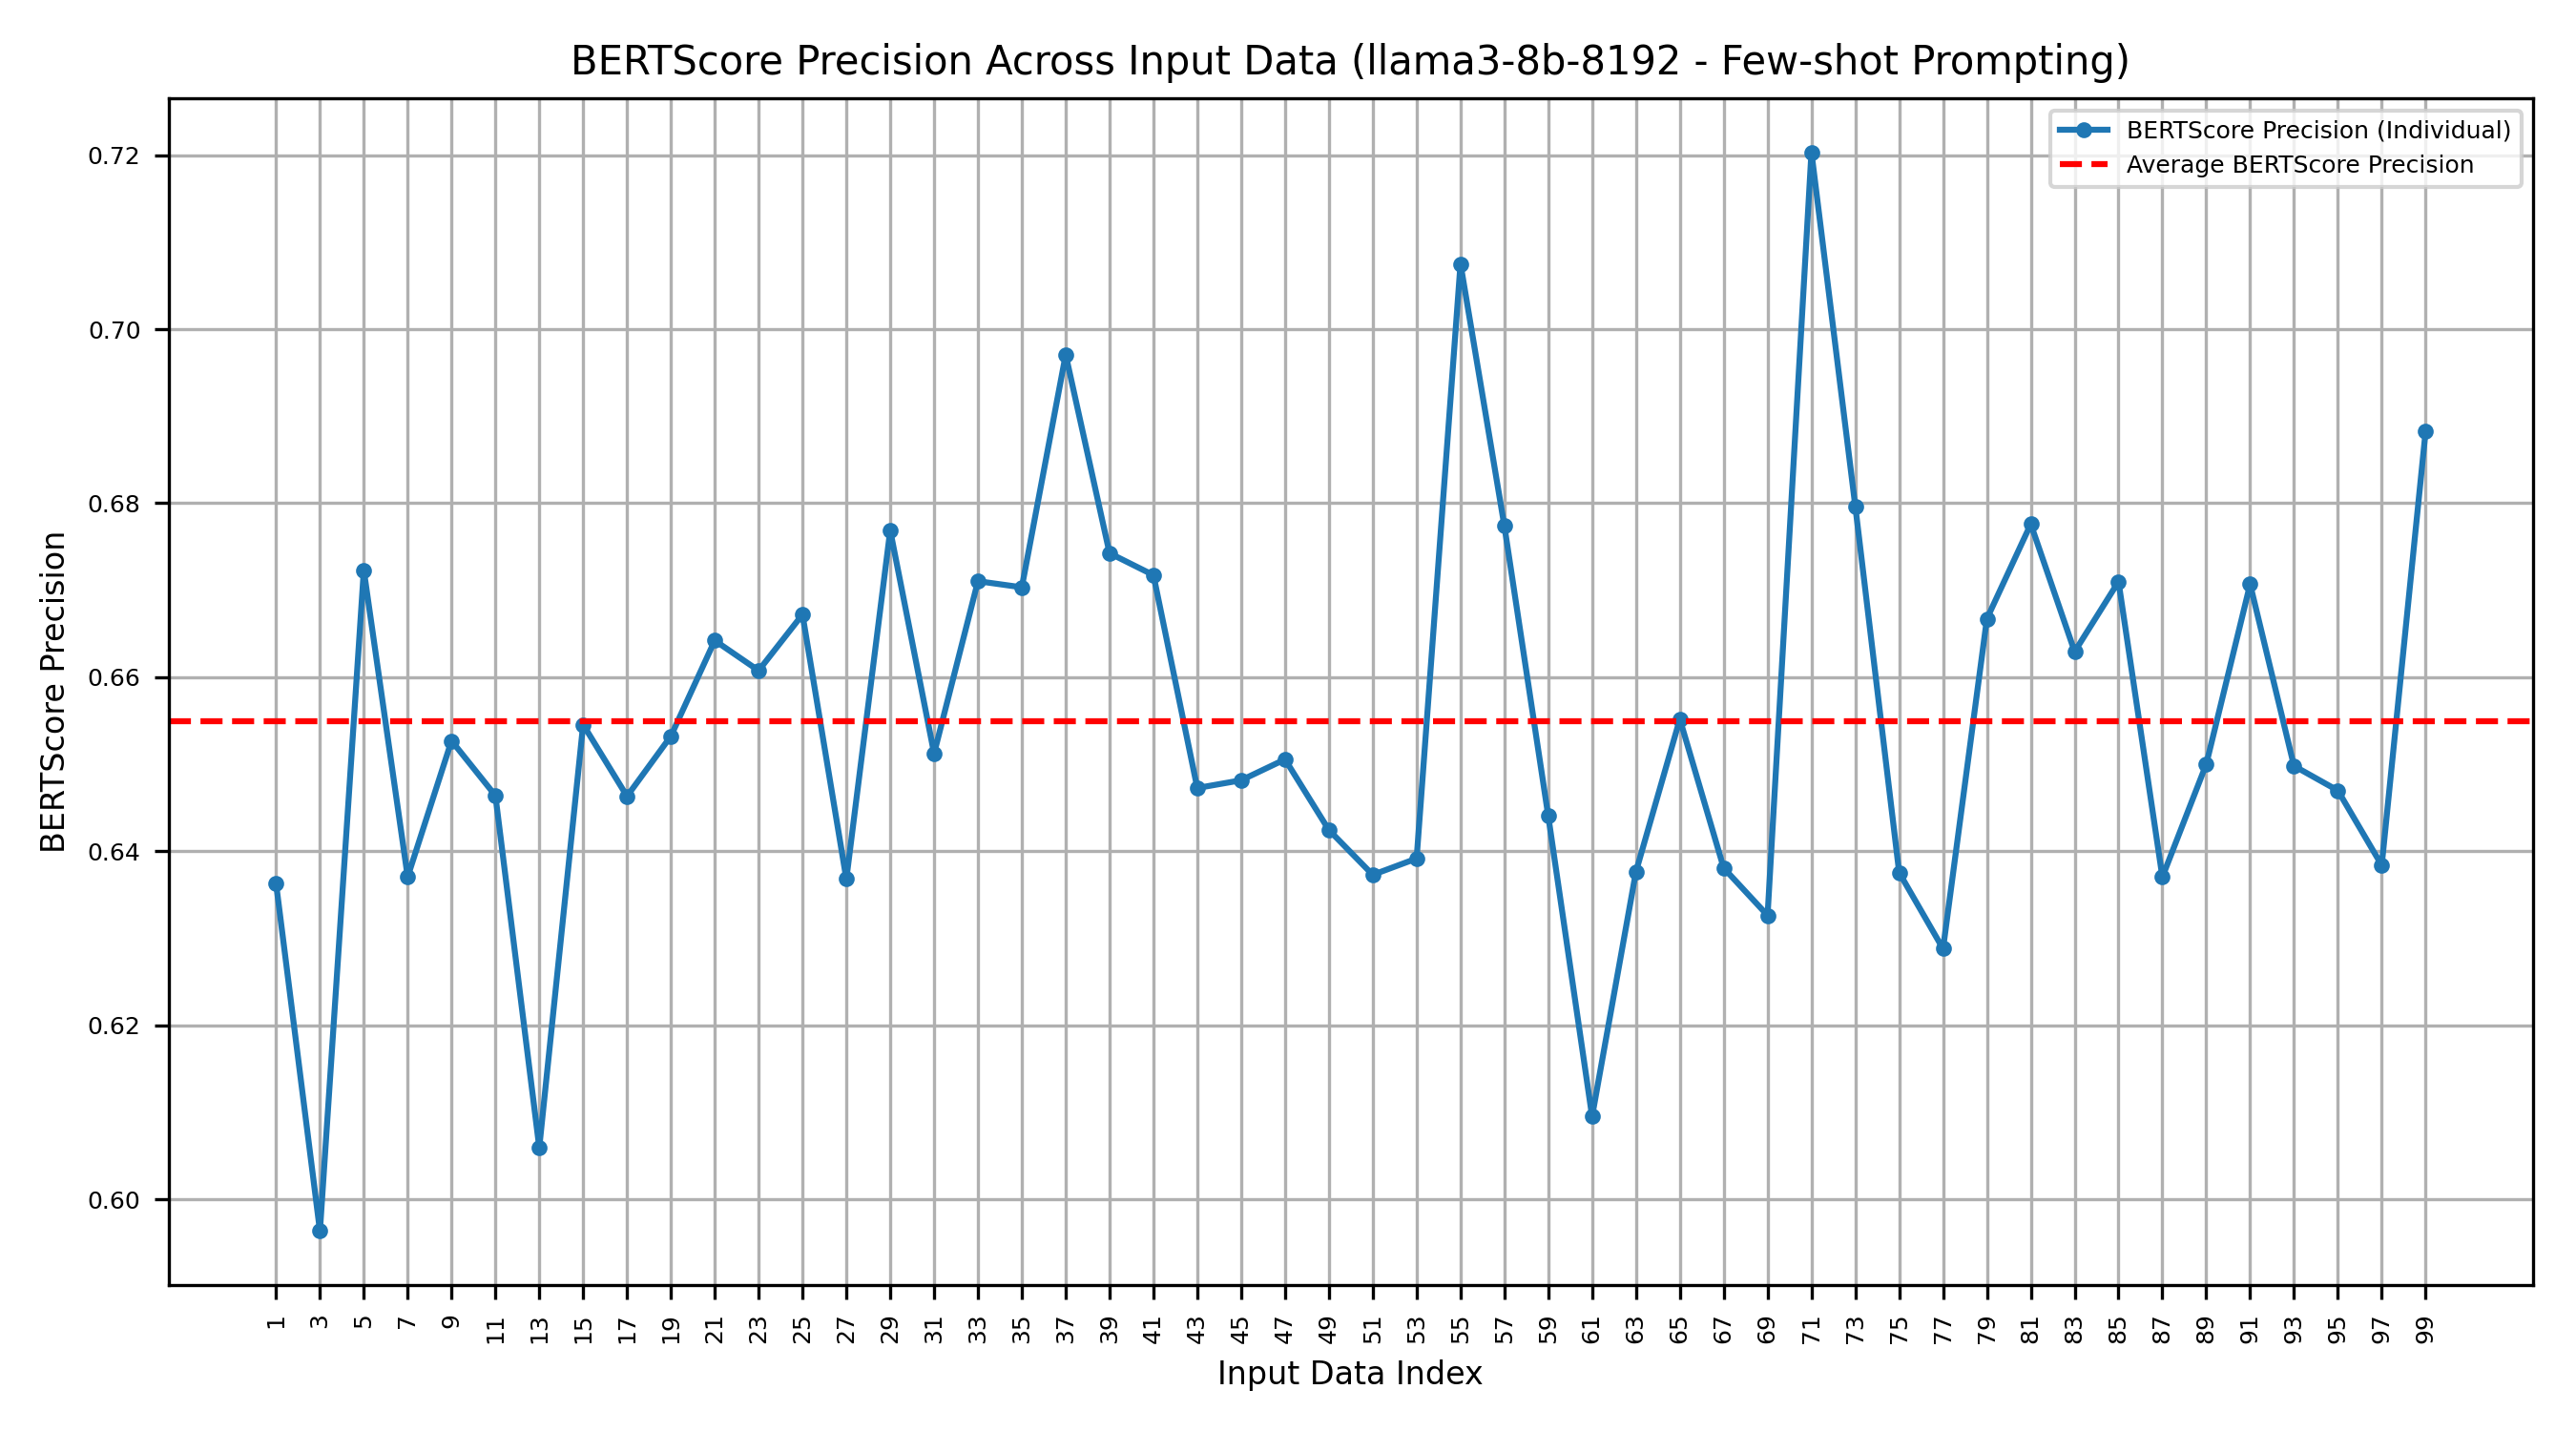 BERTScore Precision Across Input Data (llama3-8b-8192 - Few-shot Prompting)
BERTScore Precision (Individual)
Average BERTScore Precision
BERTScore Precision
0.72
0.70
0.68
0.66
0.64
0.62
0.60
1 3 5 7 9 11 13 15 17 19 21 23 25 27 29 31 33 35 37 39 41 43 45 47 49 51 53 55 57 59 61 63 65 67 69 71 73 75 77 79 81 83 85 87 89 91 93 95 97 99
Input Data Index